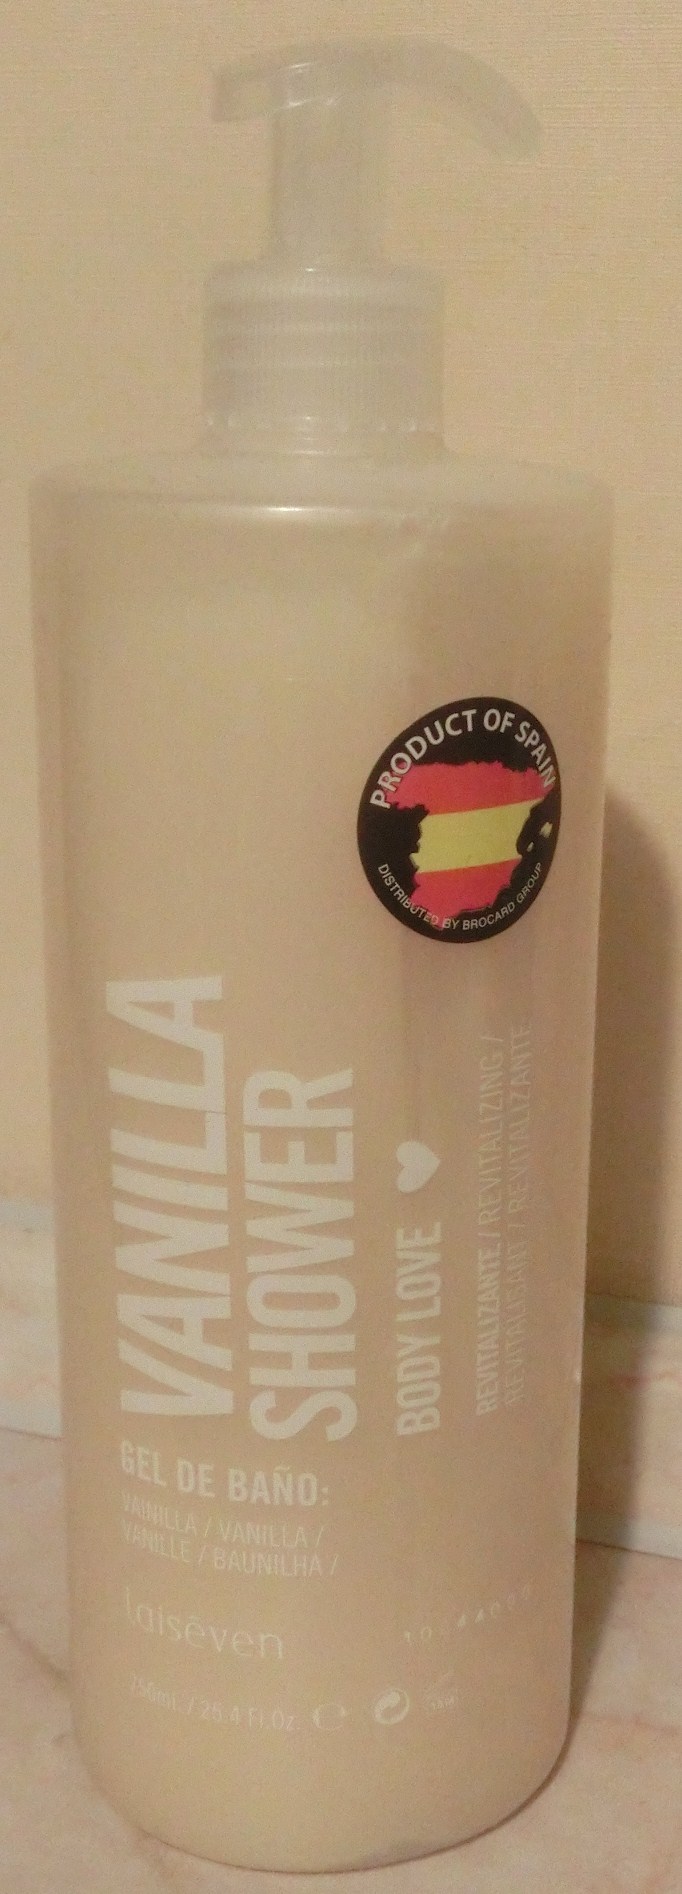 PRODUCT OF SPAIN
DISTRIBUTED BY BROCARD GROUP
VANILLA
SHOWER
BODY LOVE
REVITALIZANTE / REVITALIZING /
REVITALISANT / REVITALIZANTE
GEL DE BAÑO:
VAINILLA / VANILLA /
VANILLE / BAUNILHA /
laiseven
750ml. / 25.4 Fl.Oz. e